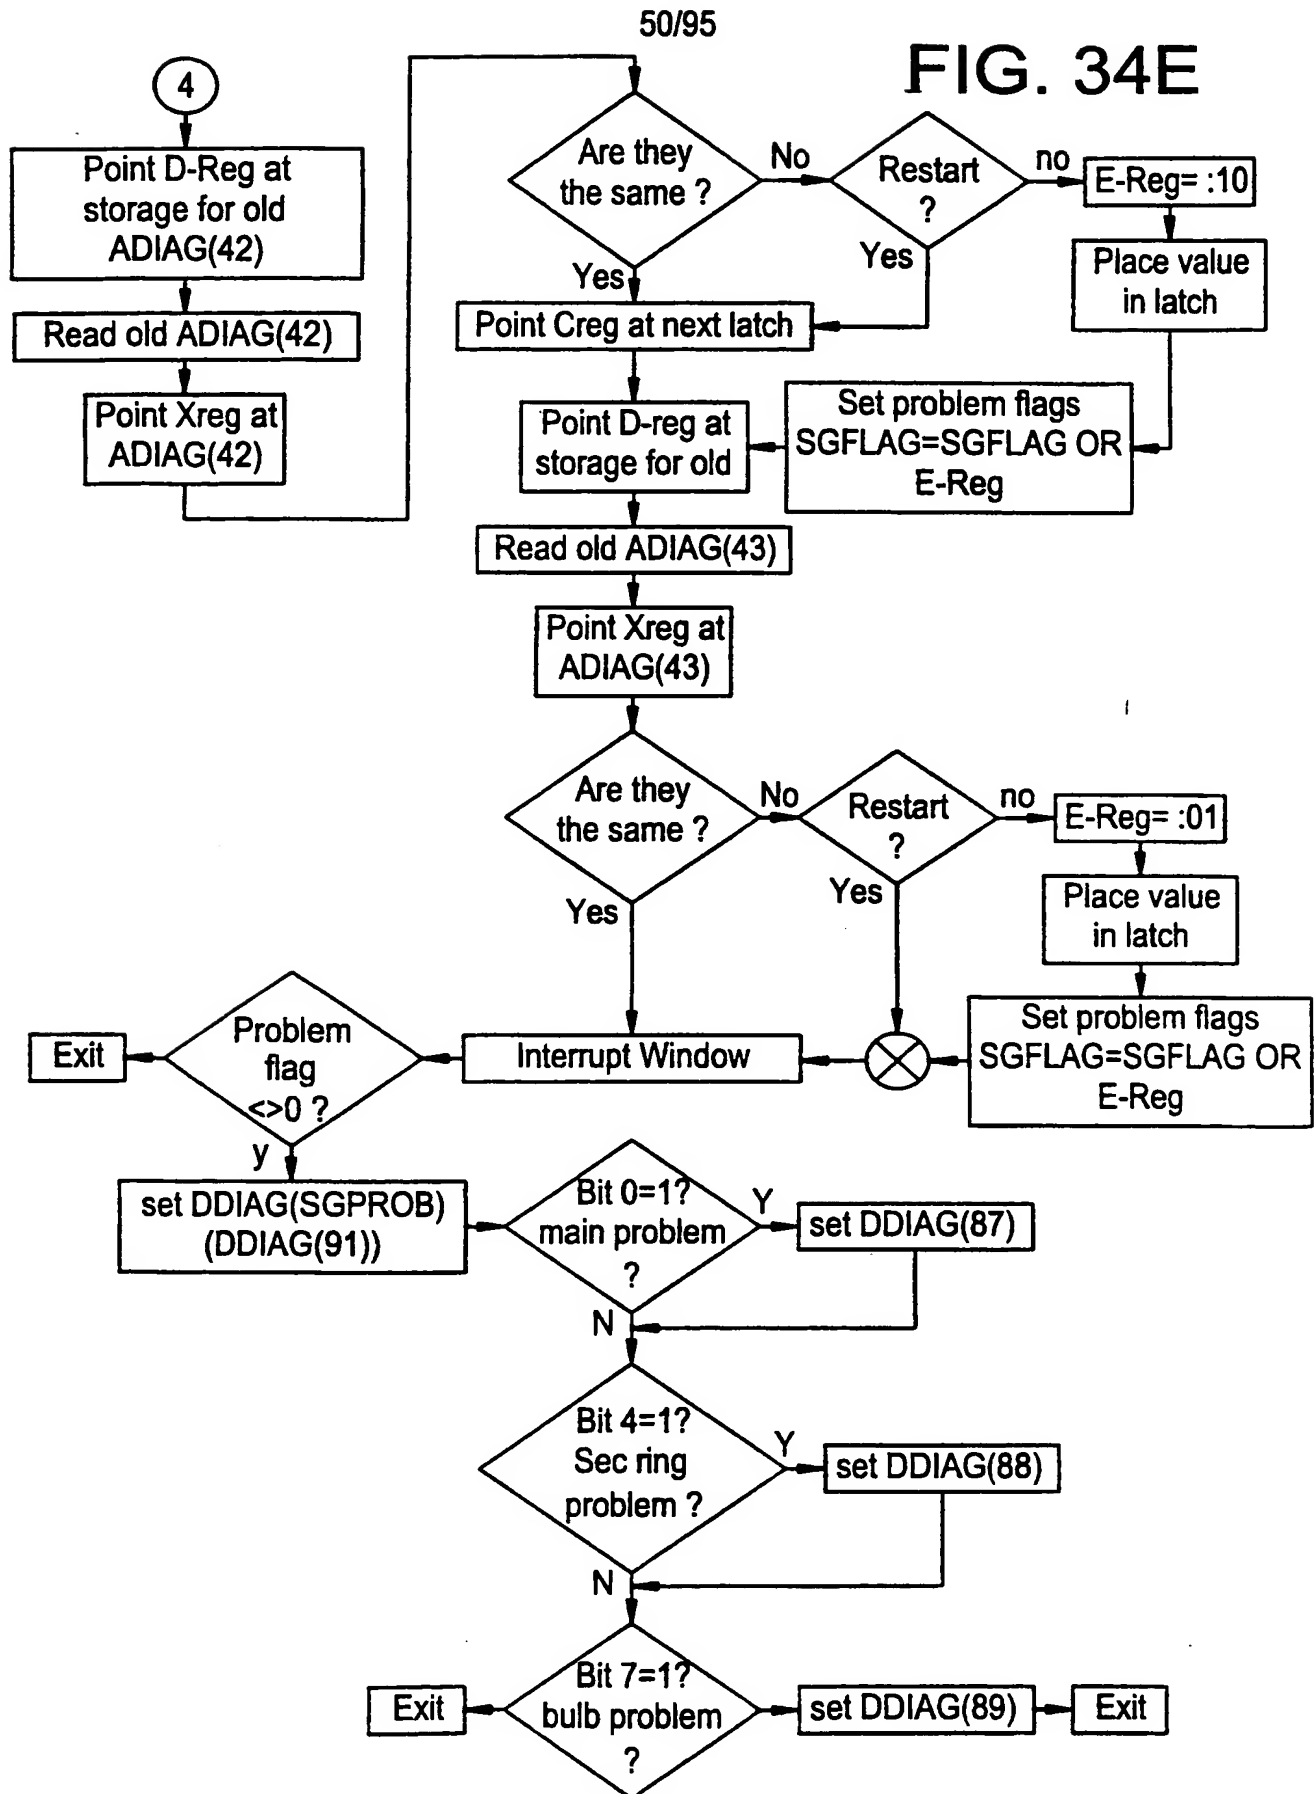 50/95
FIG. 34E
4
Point D-Reg at
storage for old
ADIAG(42)
Read old ADIAG(42)
Point Xreg at
ADIAG(42)
Are they
the same ?
No
Yes
Restart
?
no
Yes
E-Reg= :10
Place value
in latch
Set problem flags
SGFLAG=SGFLAG OR
E-Reg
Point Creg at next latch
Point D-reg at
storage for old
Read old ADIAG(43)
Point Xreg at
ADIAG(43)
Are they
the same ?
No
Yes
Restart
?
no
Yes
E-Reg= :01
Place value
in latch
Set problem flags
SGFLAG=SGFLAG OR
E-Reg
Interrupt Window
Problem
flag
<>0 ?
Exit
y
set DDIAG(SGPROB)
(DDIAG(91))
Bit 0=1?
main problem
?
Y
set DDIAG(87)
N
Bit 4=1?
Sec ring
problem ?
Y
set DDIAG(88)
N
Bit 7=1?
bulb problem
?
Exit
set DDIAG(89)
Exit